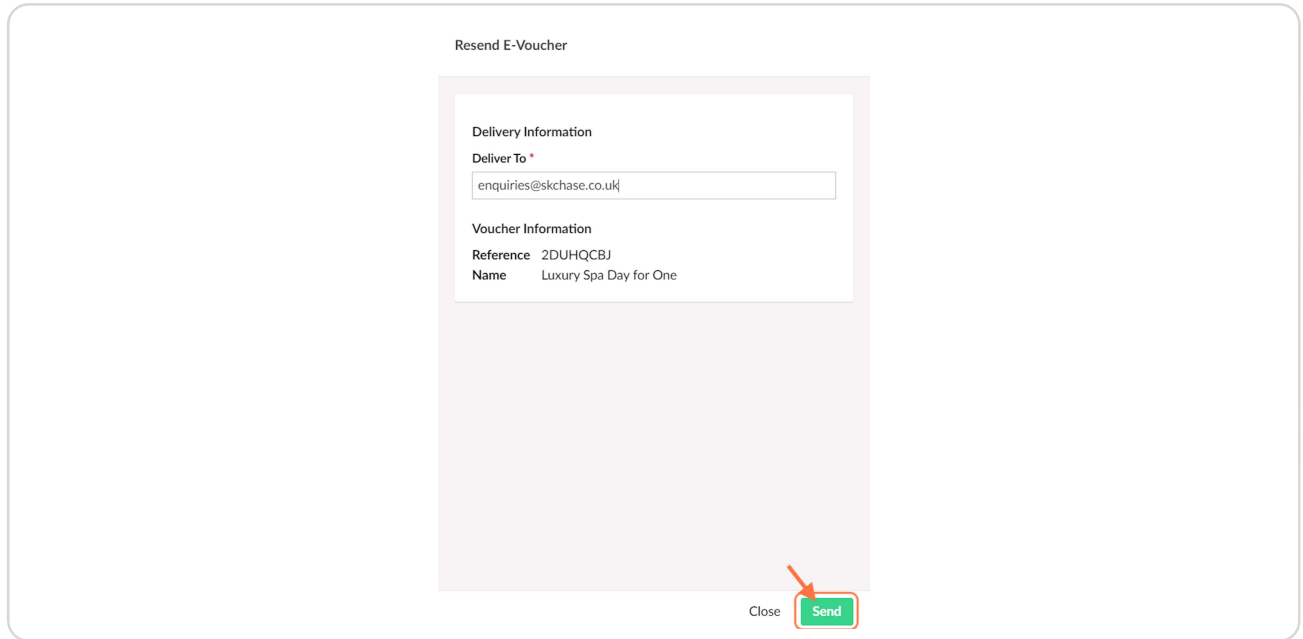 Resend E-Voucher
Delivery Information
Deliver To *
enquiries@skchase.co.uk
Voucher Information
Reference 2DUHQCBJ
Name Luxury Spa Day for One
Close Send